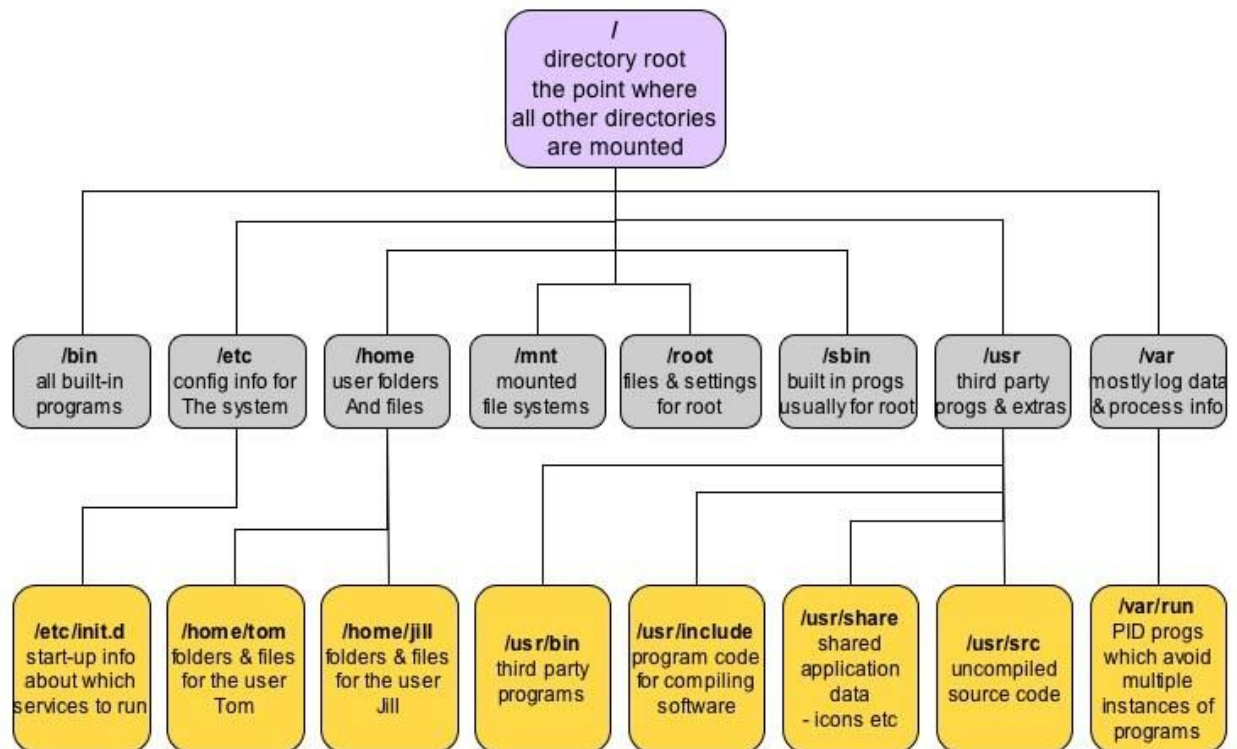 /
directory root
the point where
all other directories
are mounted
/bin
all built-in
programs
/etc
config info for
The system
/home
user folders
And files
/mnt
mounted
file systems
/root
files & settings
for root
/sbin
built in progs
usually for root
/usr
third party
progs & extras
/var
mostly log data
& process info
/etc/init.d
start-up info
about which
services to run
/home/tom
folders & files
for the user
Tom
/home/jill
folders & files
for the user
Jill
/usr/bin
third party
programs
/usr/include
program code
for compiling
software
/usr/share
shared
application
data
- icons etc
/usr/src
uncompiled
source code
/var/run
PID progs
which avoid
multiple
instances of
programs